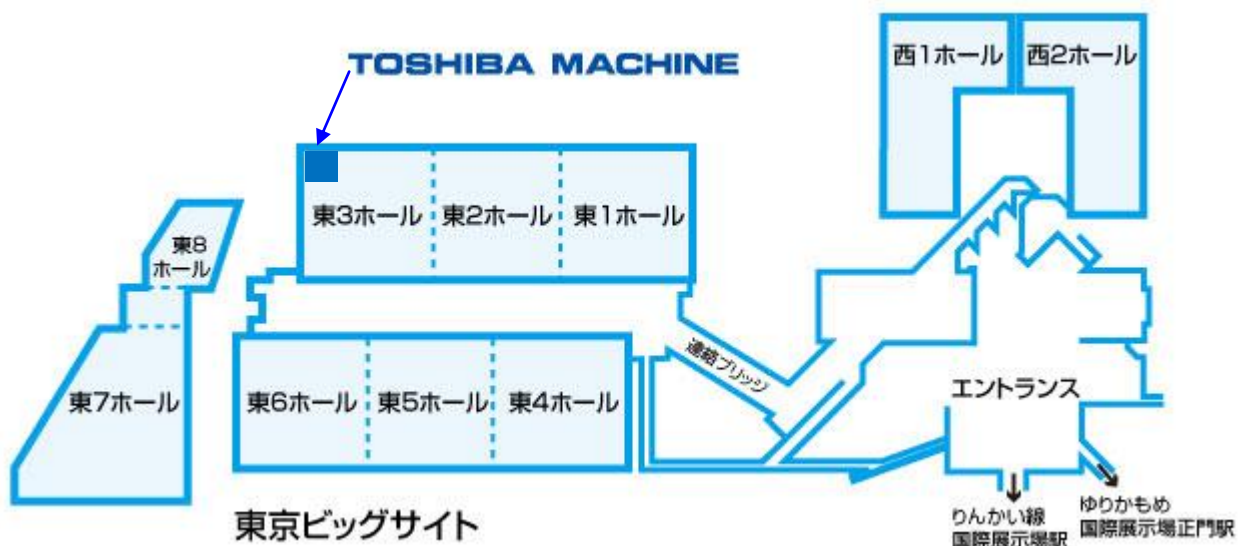 西1ホール
西2ホール
TOSHIBA MACHINE
東3ホール
東2ホール
東1ホール
東8
ホール
連絡ブリッジ
東7ホール
東6ホール
東5ホール
東4ホール
エントランス
東京ビッグサイト
りんかい線
国際展示場駅
ゆりかもめ
国際展示場正門駅